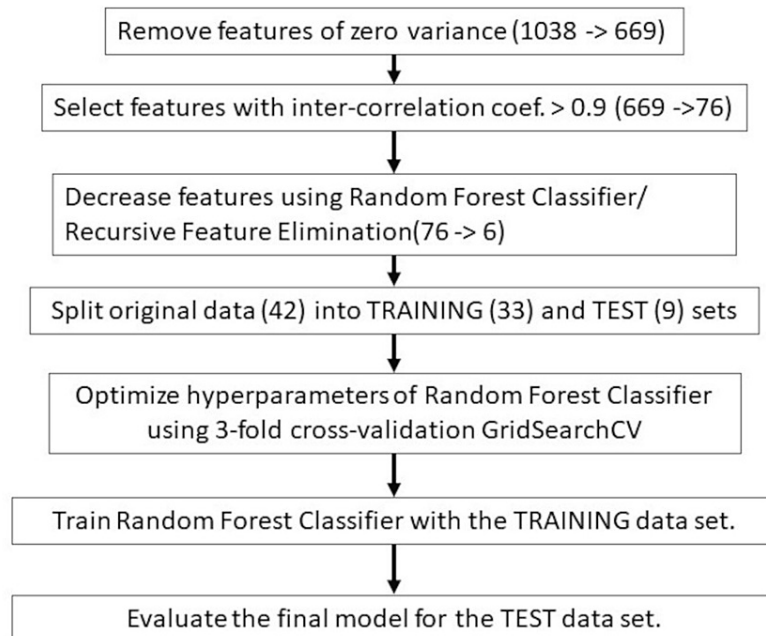 Remove features of zero variance (1038 -> 669)
Select features with inter-correlation coef. > 0.9 (669 ->76)
Decrease features using Random Forest Classifier/
Recursive Feature Elimination(76 -> 6)
Split original data (42) into TRAINING (33) and TEST (9) sets
Optimize hyperparameters of Random Forest Classifier
using 3-fold cross-validation GridSearchCV
Train Random Forest Classifier with the TRAINING data set.
Evaluate the final model for the TEST data set.